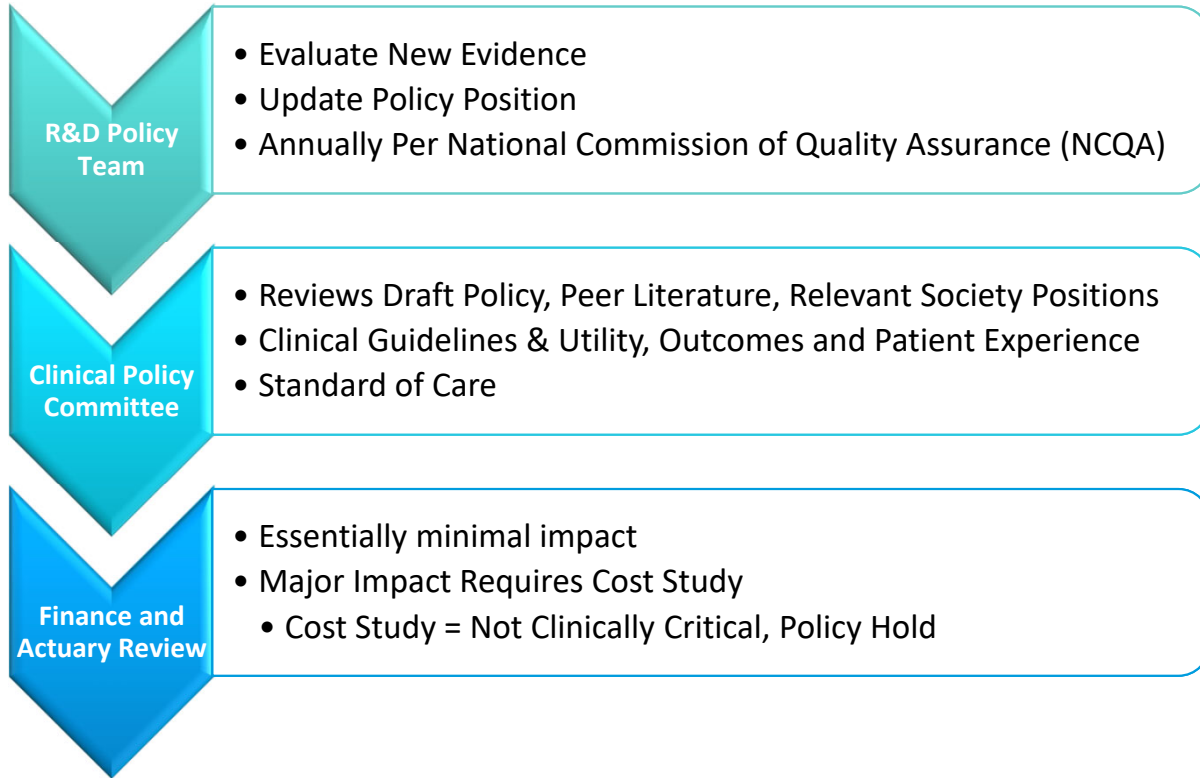 R&D Policy
Team
• Evaluate New Evidence
• Update Policy Position
• Annually Per National Commission of Quality Assurance (NCQA)
Clinical Policy
Committee
• Reviews Draft Policy, Peer Literature, Relevant Society Positions
• Clinical Guidelines & Utility, Outcomes and Patient Experience
• Standard of Care
Finance and
Actuary Review
• Essentially minimal impact
• Major Impact Requires Cost Study
• Cost Study = Not Clinically Critical, Policy Hold